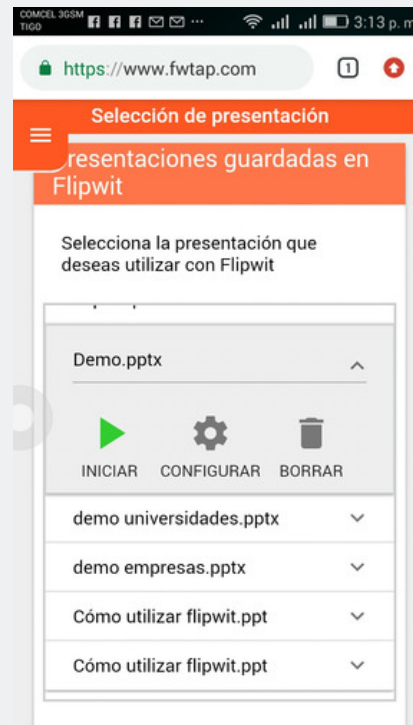 COMCEL 3GSM
TIGO
3:13 p. m
https://www.fwtap.com
1
Selección de presentación
resentaciones guardadas en
Flipwit
Selecciona la presentación que
deseas utilizar con Flipwit
Demo.pptx
INICIAR CONFIGURAR BORRAR
demo universidades.pptx
demo empresas.pptx
Cómo utilizar flipwit.ppt
Cómo utilizar flipwit.ppt